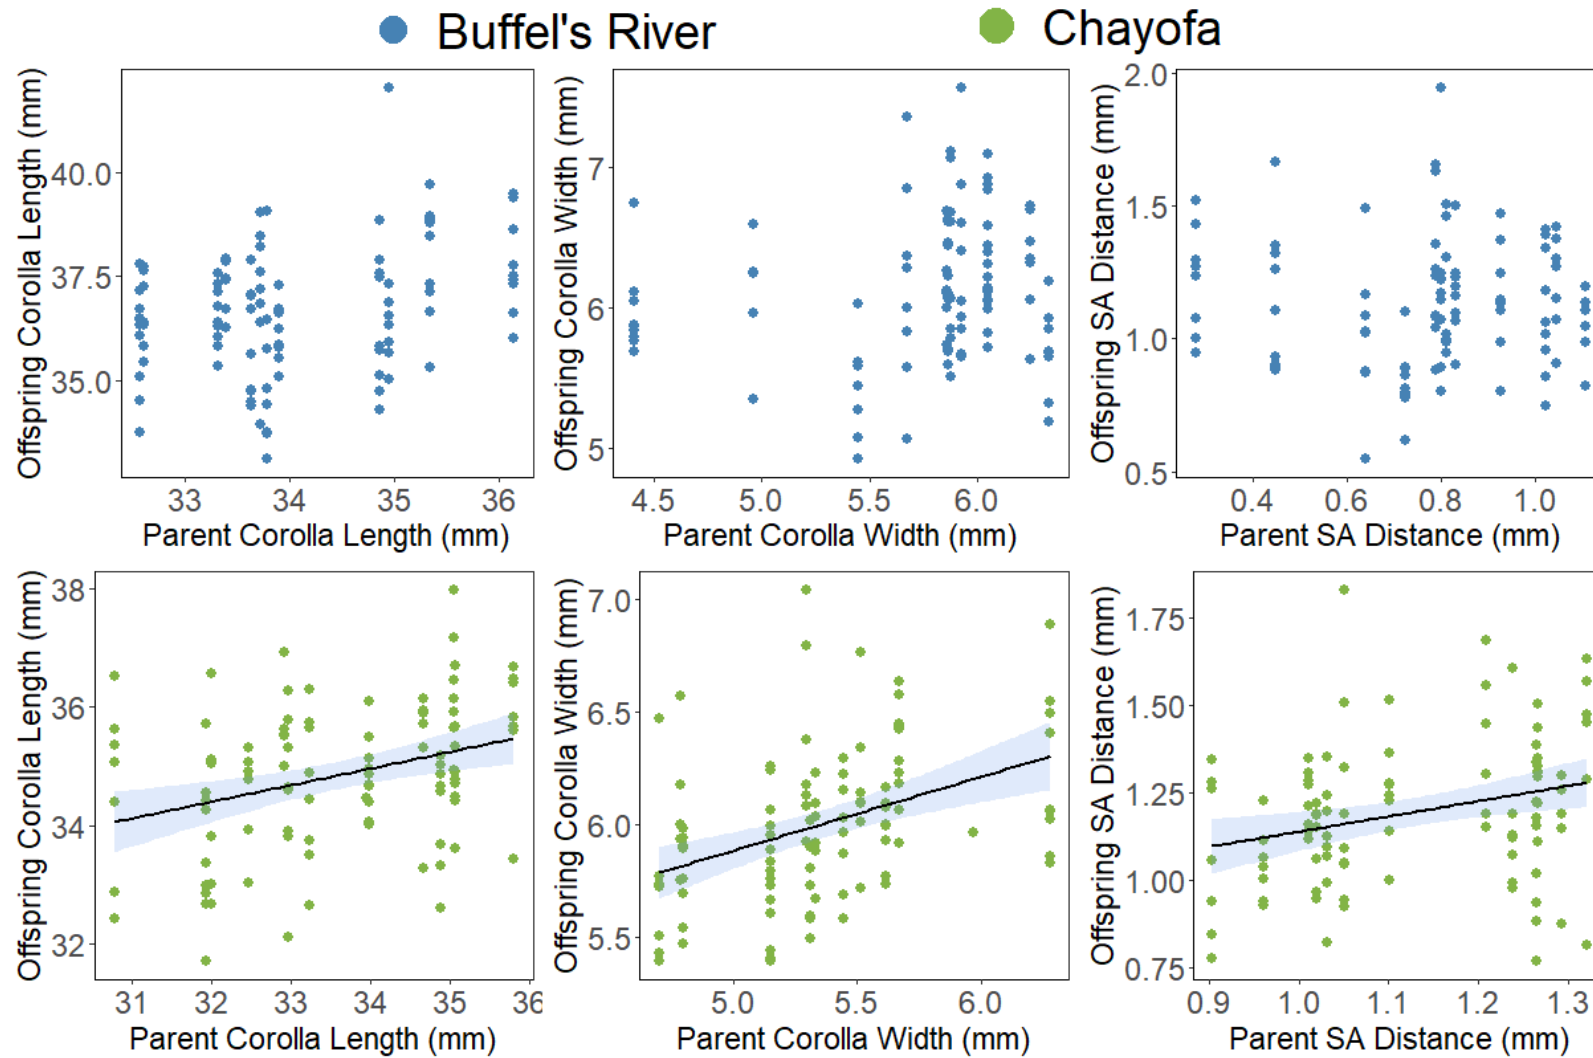 Buffel's River
Chayofa
Offspring Corolla Length (mm)
40.0
37.5
35.0
33 34 35 36
Parent Corolla Length (mm)
Offspring Corolla Width (mm)
7
6
5
4.5 5.0 5.5 6.0
Parent Corolla Width (mm)
Offspring SA Distance (mm)
2.0
1.5
1.0
0.5
0.4 0.6 0.8 1.0
Parent SA Distance (mm)
Offspring Corolla Length (mm)
38
36
34
32
31 32 33 34 35 36
Parent Corolla Length (mm)
Offspring Corolla Width (mm)
7.0
6.5
6.0
5.5
5.0 5.5 6.0
Parent Corolla Width (mm)
Offspring SA Distance (mm)
1.75
1.50
1.25
1.00
0.75
0.9 1.0 1.1 1.2 1.3
Parent SA Distance (mm)